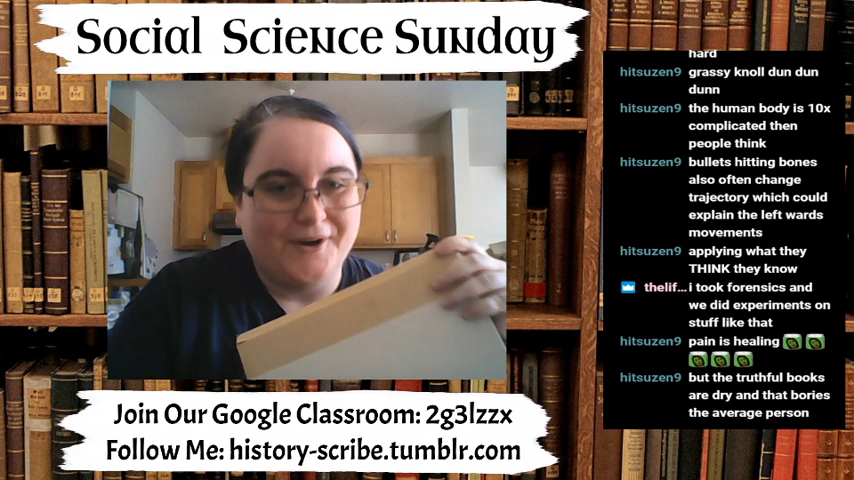 Social Science Sunday
hard
hitsuzen9 grassy knoll dun dun
dunn
hitsuzen9 the human body is 10x
complicated then
people think
hitsuzen9 bullets hitting bones
also often change
trajectory which could
explain the left wards
movements
hitsuzen9 applying what they
THINK they know
thelif... i took forensics and
we did experiments on
stuff like that
hitsuzen9 pain is healing
hitsuzen9 but the truthful books
are dry and that bories
the average person
Join Our Google Classroom: 2g3lzzx
Follow Me: history-scribe.tumblr.com